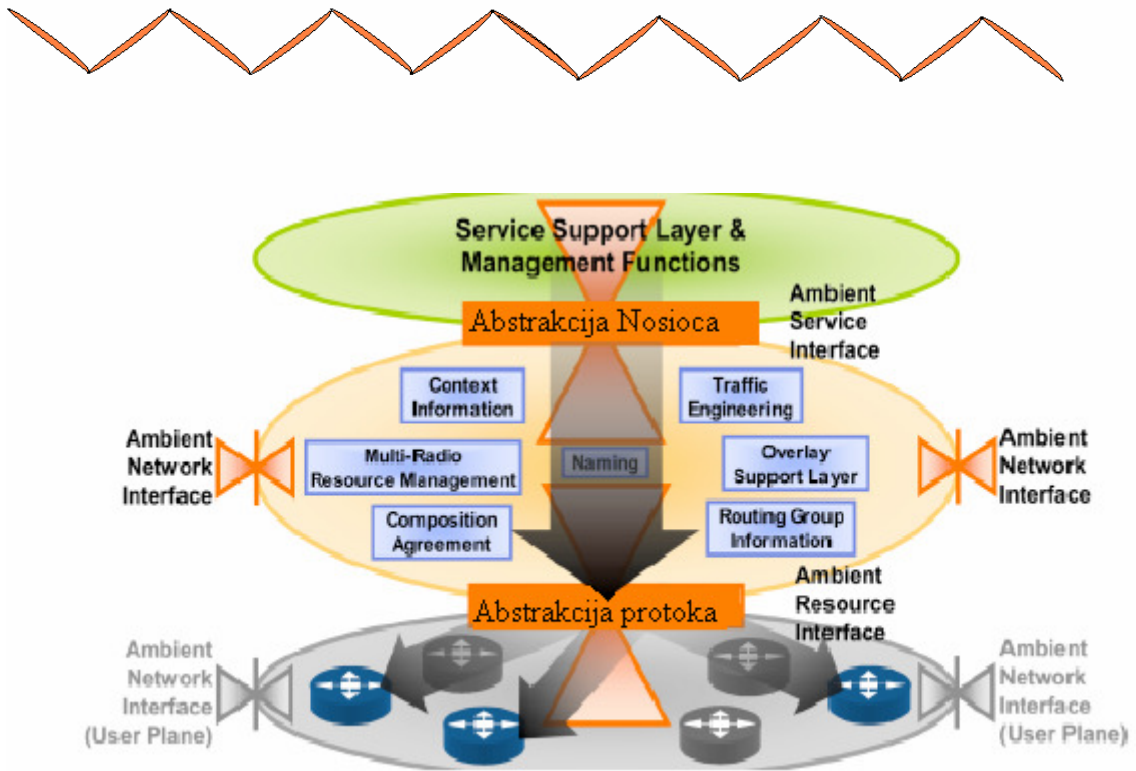 Service Support Layer &
Management Functions
Ambient
Service
Interface
Abstrakcija Nosioca
Context
Information
Traffic
Engineering
Ambient
Network
Interface
Multi-Radio
Resource Management
Naming
Overlay
Support Layer
Ambient
Network
Interface
Composition
Agreement
Routing Group
Information
Abstrakcija protoka
Ambient
Resource
Interface
Ambient
Network
Interface
(User Plane)
Ambient
Network
Interface
(User Plane)